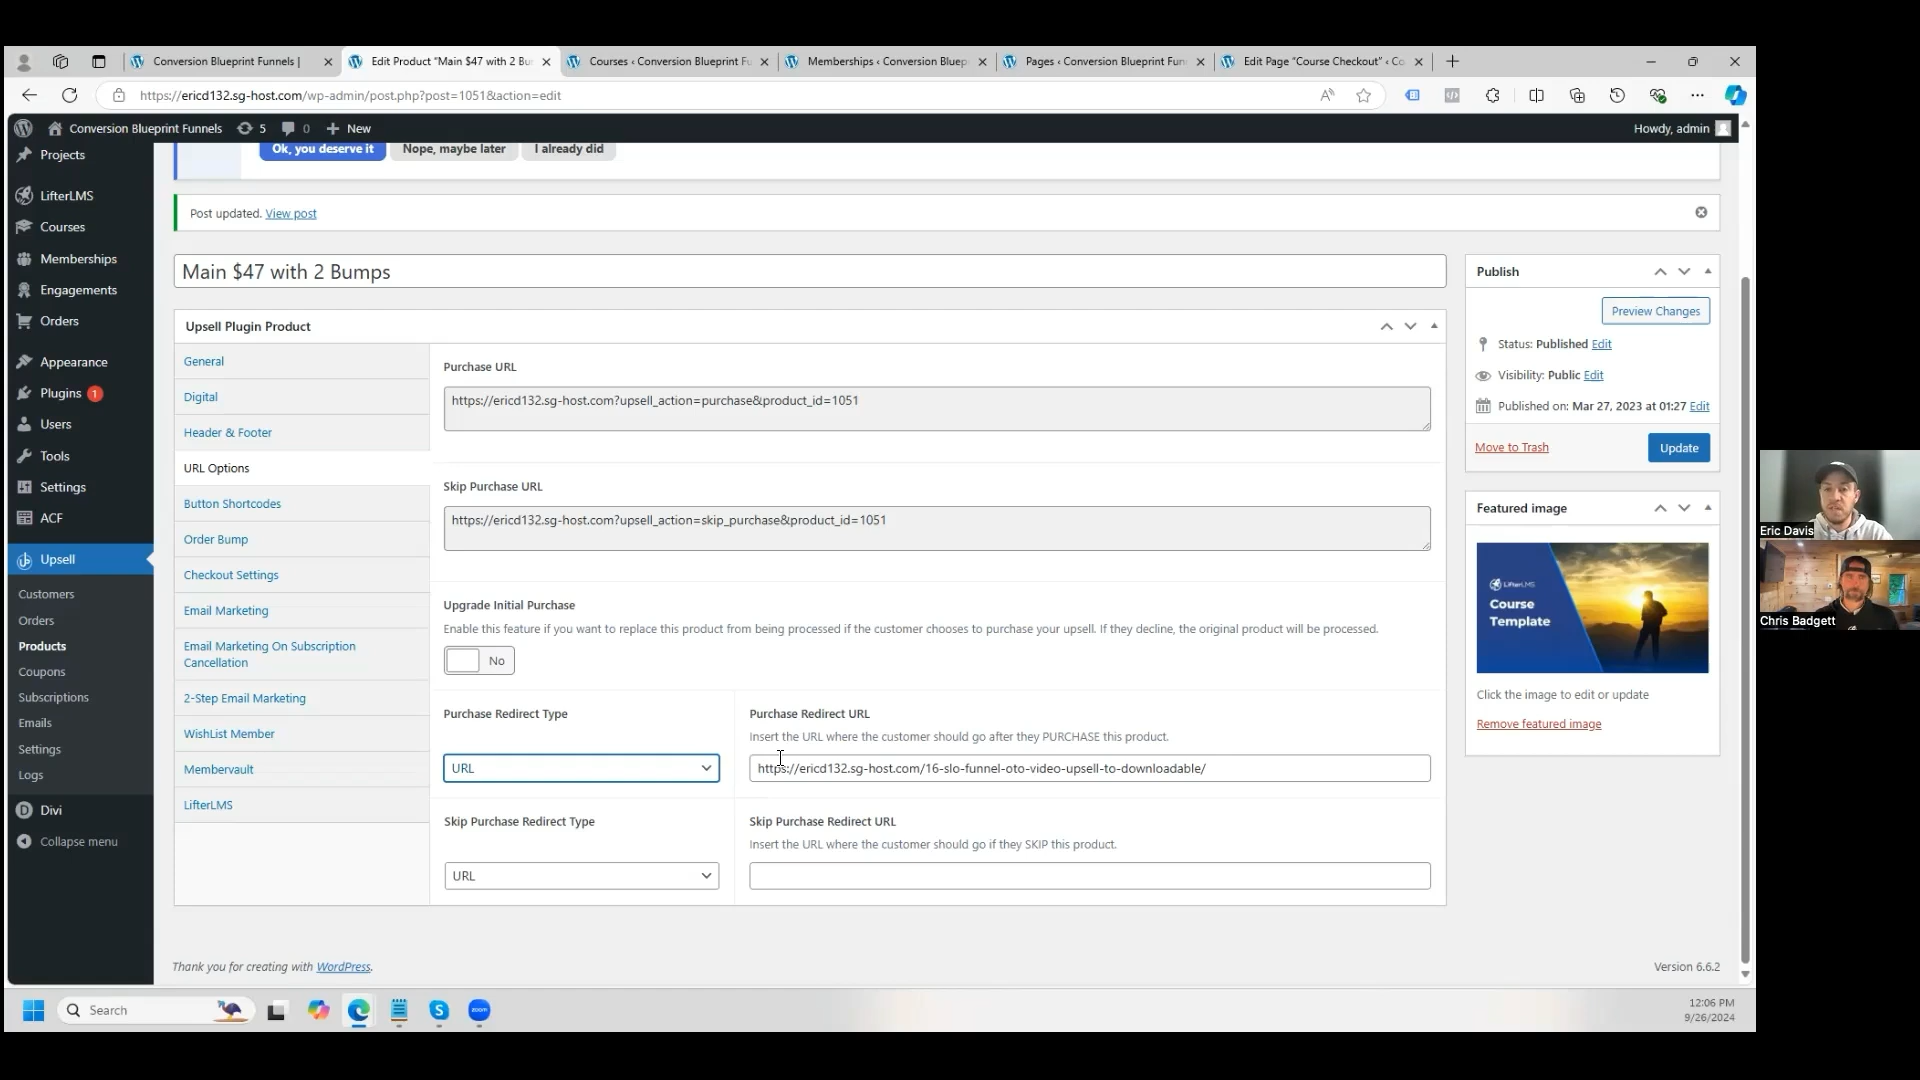 Conversion Blueprint Funnels |
Edit Product "Main $47 with 2 Bu
Courses ‹ Conversion Blueprint Fu
Memberships ‹ Conversion Bluep
Pages ‹ Conversion Blueprint Fun
Edit Page "Course Checkout" ‹ Co
https://ericd132.sg-host.com/wp-admin/post.php?post=1051&action=edit
Conversion Blueprint Funnels
5
0
New
Howdy, admin
Projects
LifterLMS
Courses
Memberships
Engagements
Orders
Appearance
Plugins 1
Users
Tools
Settings
ACF
Upsell
Customers
Orders
Products
Coupons
Subscriptions
Emails
Settings
Logs
Divi
Collapse menu
Ok, you deserve it
Nope, maybe later
I already did
Post updated. View post
Main $47 with 2 Bumps
Upsell Plugin Product
General
Digital
Header & Footer
URL Options
Button Shortcodes
Order Bump
Checkout Settings
Email Marketing
Email Marketing On Subscription
Cancellation
2-Step Email Marketing
WishList Member
Membervault
LifterLMS
Purchase URL
https://ericd132.sg-host.com?upsell_action=purchase&product_id=1051
Skip Purchase URL
https://ericd132.sg-host.com?upsell_action=skip_purchase&product_id=1051
Upgrade Initial Purchase
Enable this feature if you want to replace this product from being processed if the customer chooses to purchase your upsell. If they decline, the original product will be processed.
No
Purchase Redirect Type
URL
Purchase Redirect URL
Insert the URL where the customer should go after they PURCHASE this product.
https://ericd132.sg-host.com/16-slo-funnel-oto-video-upsell-to-downloadable/
Skip Purchase Redirect Type
URL
Skip Purchase Redirect URL
Insert the URL where the customer should go if they SKIP this product.
Publish
Preview Changes
Status: Published Edit
Visibility: Public Edit
Published on: Mar 27, 2023 at 01:27 Edit
Move to Trash
Update
Featured image
LifterLMS
Course
Template
Click the image to edit or update
Remove featured image
Thank you for creating with WordPress.
Version 6.6.2
Eric Davis
Chris Badgett
Search
zoom
12:06 PM
9/26/2024